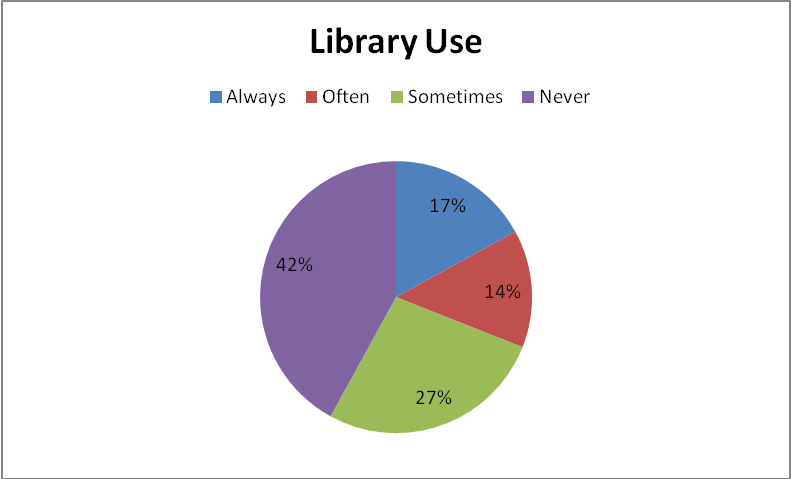 Library Use
Always Often Sometimes Never
17%
42%
14%
27%